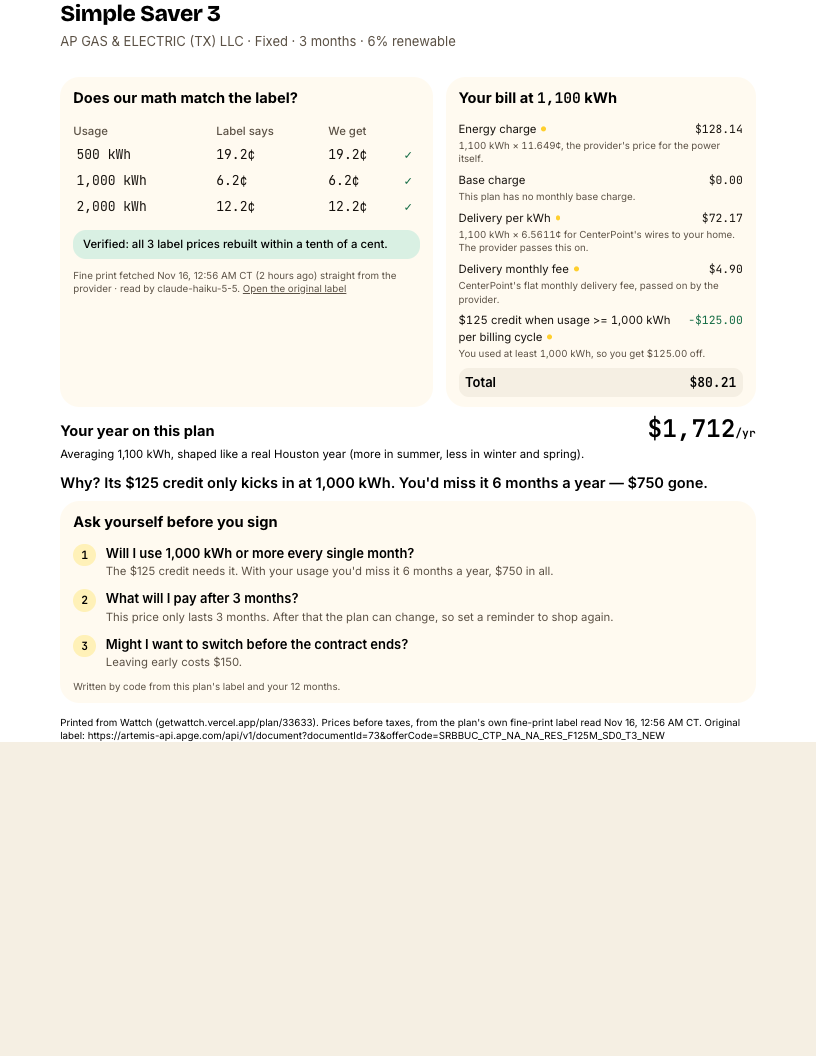 Simple Saver 3
AP GAS & ELECTRIC (TX) LLC · Fixed · 3 months · 6% renewable
Does our math match the label?
Usage Label says We get
500 kWh 19.2¢ 19.2¢ ✓
1,000 kWh 6.2¢ 6.2¢ ✓
2,000 kWh 12.2¢ 12.2¢ ✓
Verified: all 3 label prices rebuilt within a tenth of a cent.
Fine print fetched Nov 16, 12:56 AM CT (2 hours ago) straight from the
provider · read by claude-haiku-5-5. Open the original label
Your bill at 1,100 kWh
Energy charge $128.14
1,100 kWh × 11.649¢, the provider's price for the power
itself.
Base charge $0.00
This plan has no monthly base charge.
Delivery per kWh $72.17
1,100 kWh × 6.5611¢ for CenterPoint's wires to your home.
The provider passes this on.
Delivery monthly fee $4.90
CenterPoint's flat monthly delivery fee, passed on by the
provider.
$125 credit when usage >= 1,000 kWh -$125.00
per billing cycle
You used at least 1,000 kWh, so you get $125.00 off.
Total $80.21
Your year on this plan $1,712/yr
Averaging 1,100 kWh, shaped like a real Houston year (more in summer, less in winter and spring).
Why? Its $125 credit only kicks in at 1,000 kWh. You'd miss it 6 months a year — $750 gone.
Ask yourself before you sign
1 Will I use 1,000 kWh or more every single month?
The $125 credit needs it. With your usage you'd miss it 6 months a year, $750 in all.
2 What will I pay after 3 months?
This price only lasts 3 months. After that the plan can change, so set a reminder to shop again.
3 Might I want to switch before the contract ends?
Leaving early costs $150.
Written by code from this plan's label and your 12 months.
Printed from Wattch (getwattch.vercel.app/plan/33633). Prices before taxes, from the plan's own fine-print label read Nov 16, 12:56 AM CT. Original
label: https://artemis-api.apge.com/api/v1/document?documentId=73&offerCode=SRBBUC_CTP_NA_NA_RES_F125M_SD0_T3_NEW